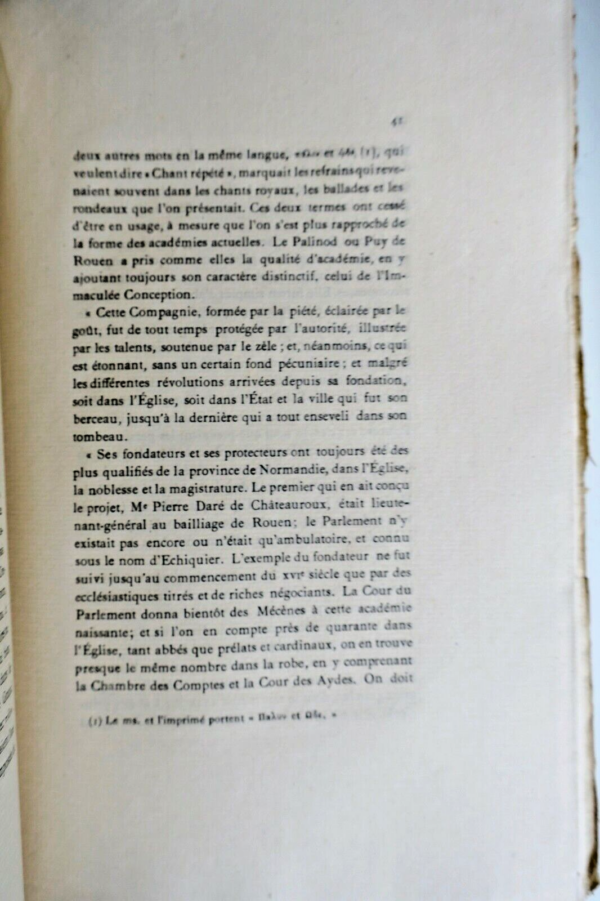 41
deux autres mots en la même langue, et (1), qui
veulent dire « Chant répété », marquait les refrains qui reve-
naient souvent dans les chants royaux, les ballades et les
rondeaux que l'on présentait. Ces deux termes ont cessé
d'être en usage, à mesure que l'on s'est plus rapproché de
la forme des académies actuelles. Le Palinod ou Puy de
Rouen a pris comme elles la qualité d'académie, en y
ajoutant toujours son caractère distinctif, celui de l'Im-
maculée Conception.
« Cette Compagnie, formée par la piété, éclairée par le
goût, fut de tout temps protégée par l'autorité, illustrée
par les talents, soutenue par le zèle ; et, néanmoins, ce qui
est étonnant, sans un certain fond pécuniaire ; et malgré
les différentes révolutions arrivées depuis sa fondation,
soit dans l'Église, soit dans l'État et la ville qui fut son
berceau, jusqu'à la dernière qui a tout enseveli dans son
tombeau.
« Ses fondateurs et ses protecteurs ont toujours été des
plus qualifiés de la province de Normandie, dans l'Église,
la noblesse et la magistrature. Le premier qui en ait conçu
le projet, Me Pierre Daré de Châteauroux, était lieute-
nant-général au bailliage de Rouen ; le Parlement n'y
existait pas encore ou n'était qu'ambulatoire, et connu
sous le nom d'Echiquier. L'exemple du fondateur ne fut
suivi jusqu'au commencement du XVIe siècle que par des
ecclésiastiques titrés et de riches négociants. La Cour du
Parlement donna bientôt des Mécènes à cette académie
naissante ; et si l'on en compte près de quarante dans
l'Église, tant abbés que prélats et cardinaux, on en trouve
presque le même nombre dans la robe, en y comprenant
la Chambre des Comptes et la Cour des Aydes. On doit
(1) Le ms. et l'imprimé portent « et »